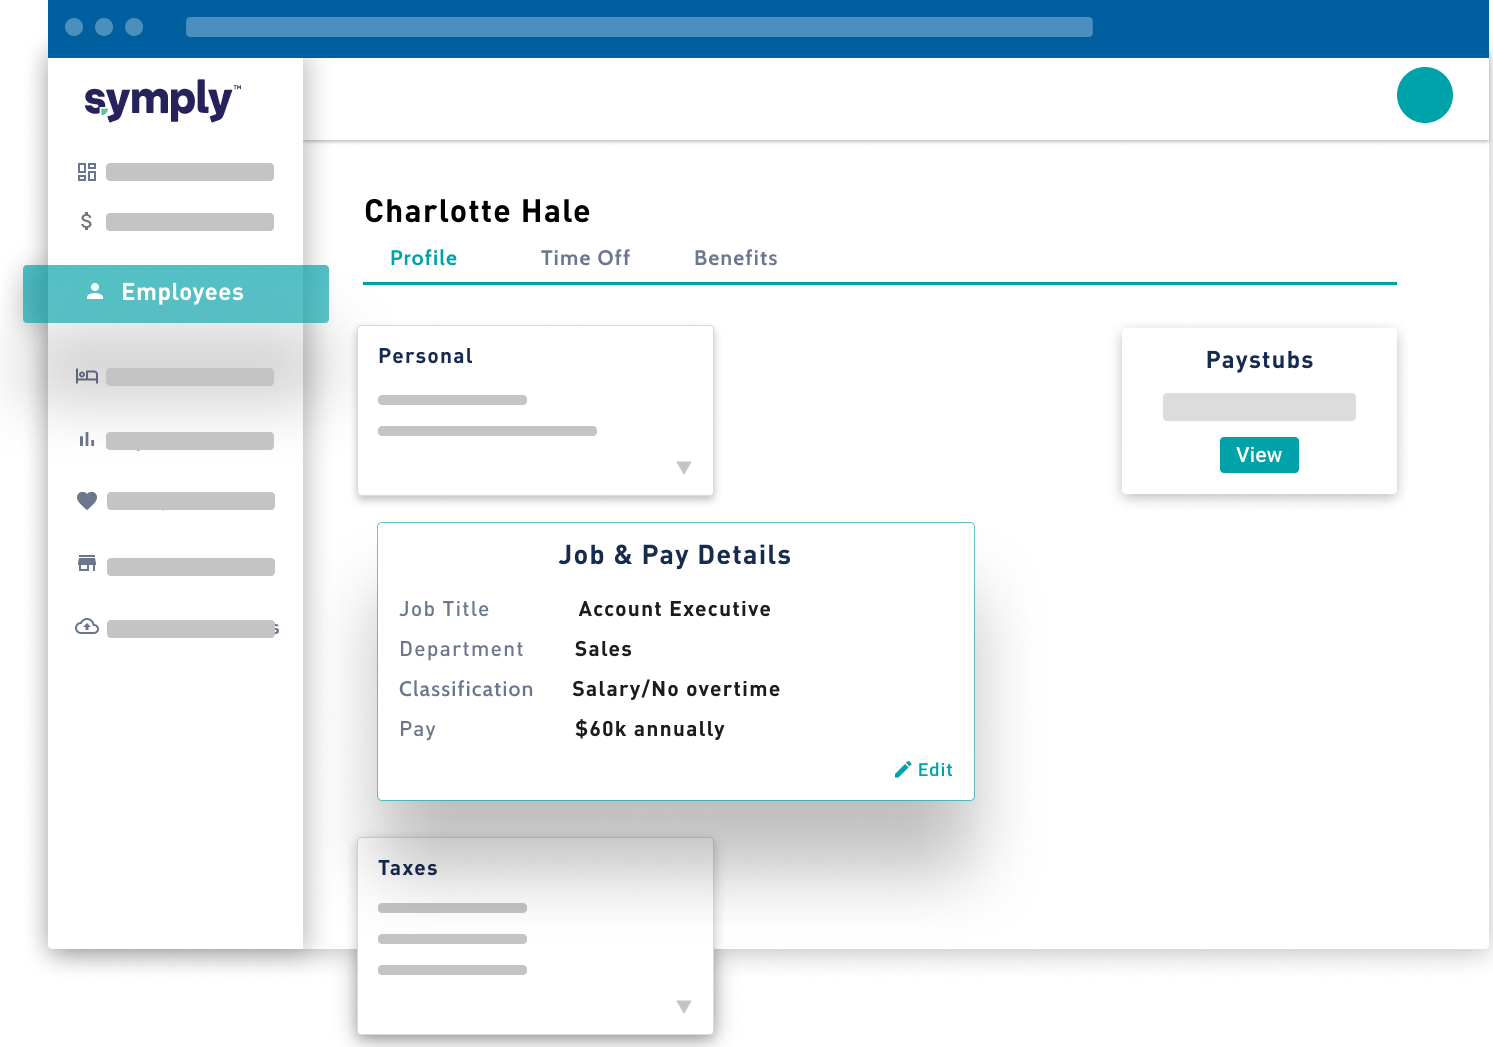 symply™
Employees
Charlotte Hale
Profile Time Off Benefits
Personal
Paystubs
View
Job & Pay Details
Job Title Account Executive
Department Sales
Classification Salary/No overtime
Pay $60k annually
Edit
Taxes